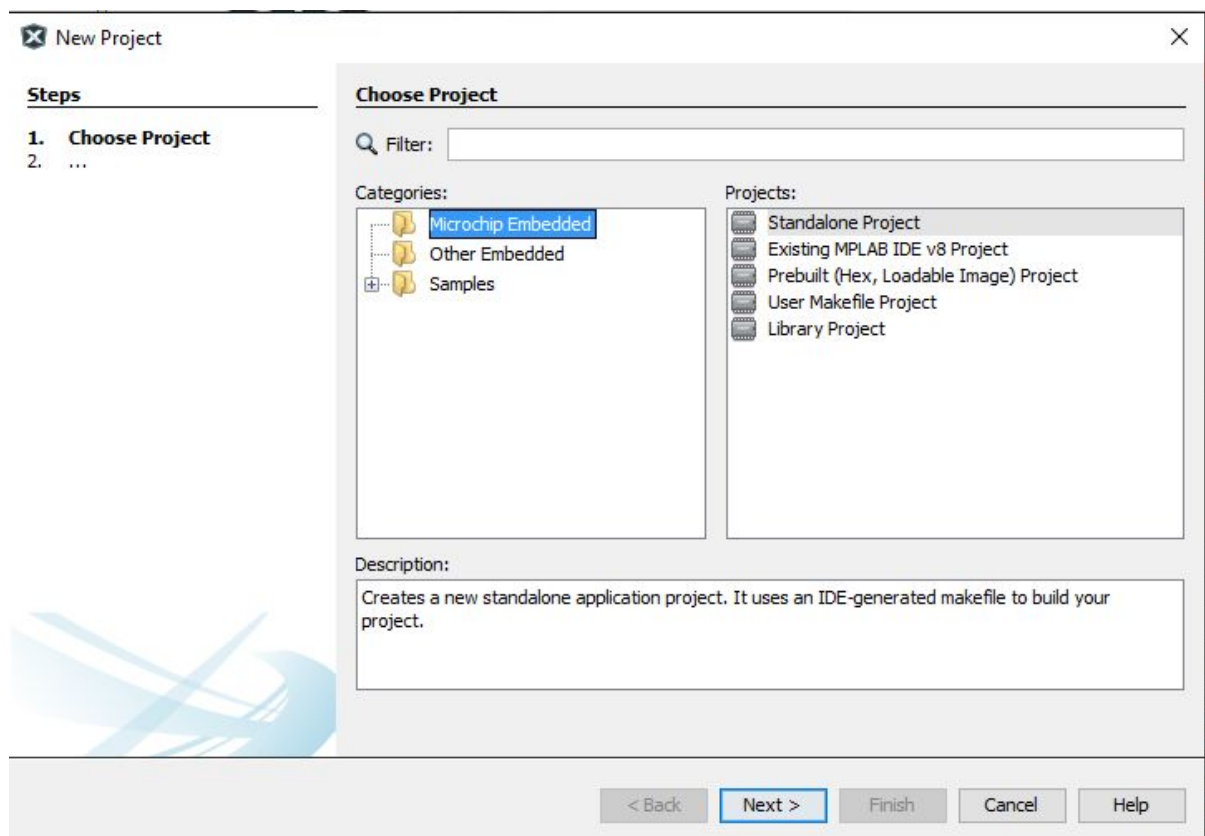 New Project
Steps
1. Choose Project
2. ...
Choose Project
Filter:
Categories:
Microchip Embedded
Other Embedded
Samples
Projects:
Standalone Project
Existing MPLAB IDE v8 Project
Prebuilt (Hex, Loadable Image) Project
User Makefile Project
Library Project
Description:
Creates a new standalone application project. It uses an IDE-generated makefile to build your
project.
< Back Next > Finish Cancel Help